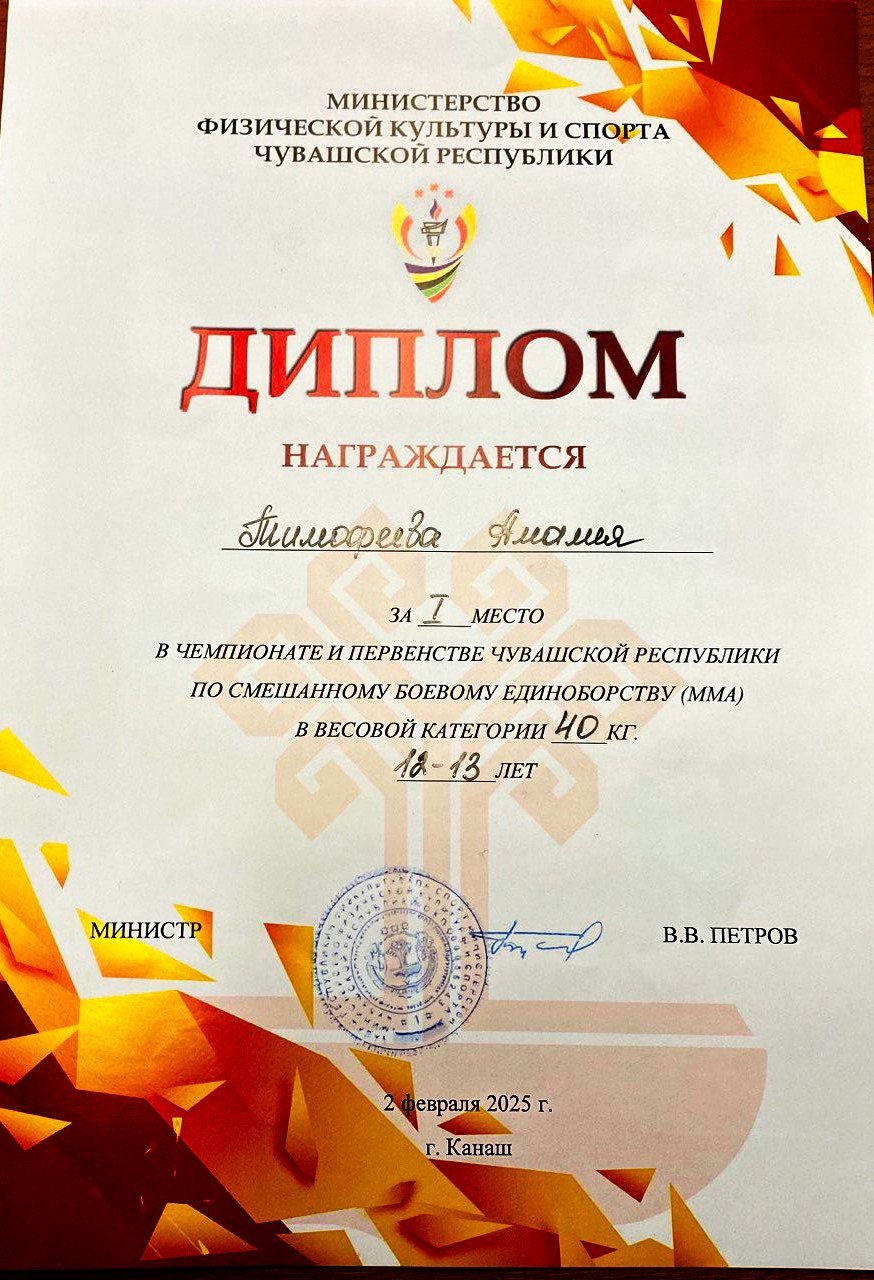 МИНИСТЕРСТВО
ФИЗИЧЕСКОЙ КУЛЬТУРЫ И СПОРТА
ЧУВАШСКОЙ РЕСПУБЛИКИ
ДИПЛОМ
НАГРАЖДАЕТСЯ
Тимофеева Амалия
ЗА I МЕСТО
В ЧЕМПИОНАТЕ И ПЕРВЕНСТВЕ ЧУВАШСКОЙ РЕСПУБЛИКИ
ПО СМЕШАННОМУ БОЕВОМУ ЕДИНОБОРСТВУ (ММА)
В ВЕСОВОЙ КАТЕГОРИИ 40 КГ.
12-13 ЛЕТ
МИНИСТР В.В. ПЕТРОВ
2 февраля 2025 г.
г. Канаш